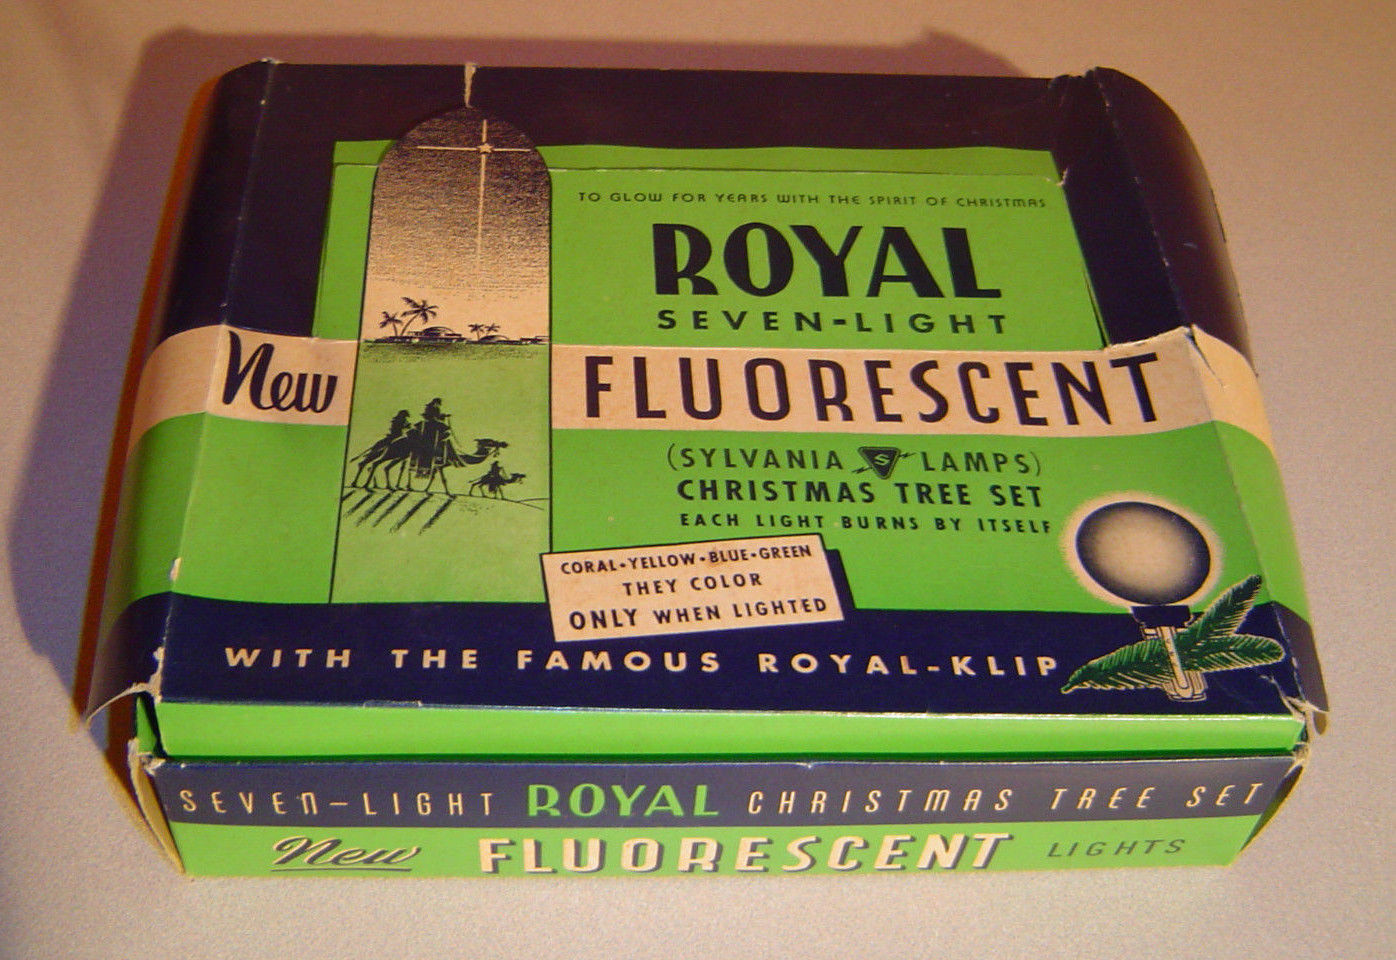 TO GLOW FOR YEARS WITH THE SPIRIT OF CHRISTMAS
ROYAL
SEVEN-LIGHT
New FLUORESCENT
(SYLVANIA S LAMPS)
CHRISTMAS TREE SET
EACH LIGHT BURNS BY ITSELF
CORAL-YELLOW-BLUE-GREEN
THEY COLOR
ONLY WHEN LIGHTED
WITH THE FAMOUS ROYAL-KLIP
SEVEN-LIGHT ROYAL CHRISTMAS TREE SET
New FLUORESCENT LIGHTS